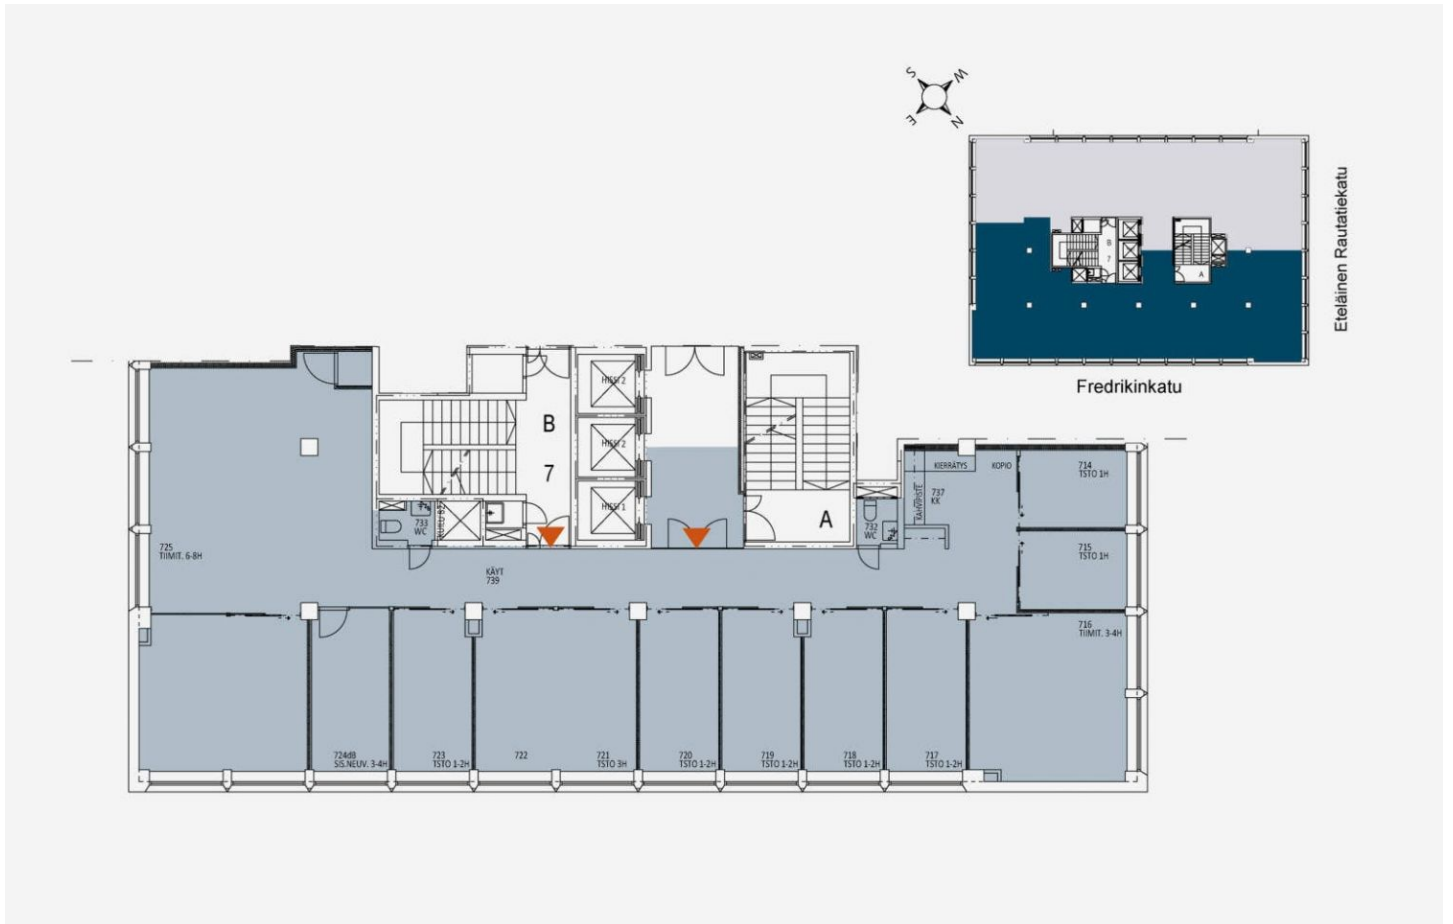 S
W
E
N
Eteläinen Rautatiekatu
B
7
A
Fredrikinkatu
HISSI 2
HISSI 2
HISSI 1
B
7
A
KUILU B2
733
WC
732
WC
KIERRÄTYS
KOPIO
KAHVIPISTE
737
KK
714
TSTO 1H
715
TSTO 1H
716
TIIMIT. 3-4H
725
TIIMIT. 6-8H
KÄYT
739
724dB
SIS.NEUV. 3-4H
723
TSTO 1-2H
722
721
TSTO 3H
720
TSTO 1-2H
719
TSTO 1-2H
718
TSTO 1-2H
717
TSTO 1-2H